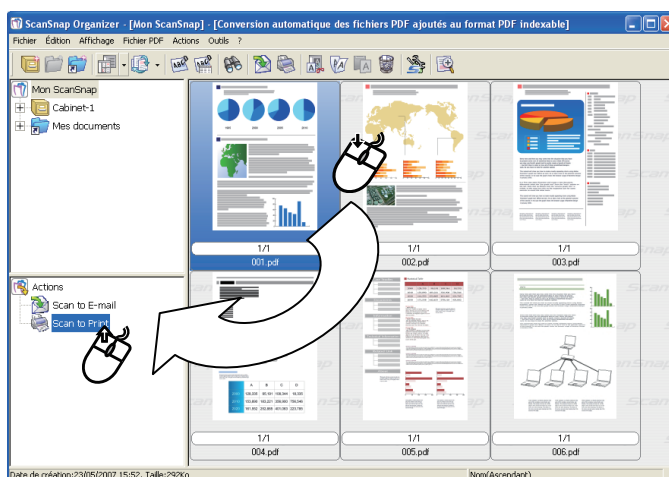 ScanSnap Organizer - [Mon ScanSnap] - [Conversion automatique des fichiers PDF ajoutés au format PDF indexable]
Fichier Édition Affichage Fichier PDF Actions Outils ?
Mon ScanSnap
Cabinet-1
Mes documents
1/1 1/1 1/1
001.pdf 002.pdf 003.pdf
Actions
Scan to E-mail
Scan to Print
A B C D
1/1 1/1 1/1
004.pdf 005.pdf 006.pdf
Date de création:23/05/2007 15:52, Taille:292Ko Nom(Ascendant)